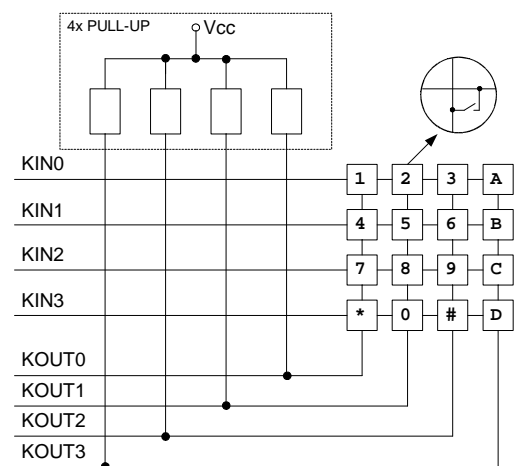 4x PULL-UP
Vcc
KIN0
1 2 3 A
KIN1
4 5 6 B
KIN2
7 8 9 C
KIN3
* 0 # D
KOUT0
KOUT1
KOUT2
KOUT3